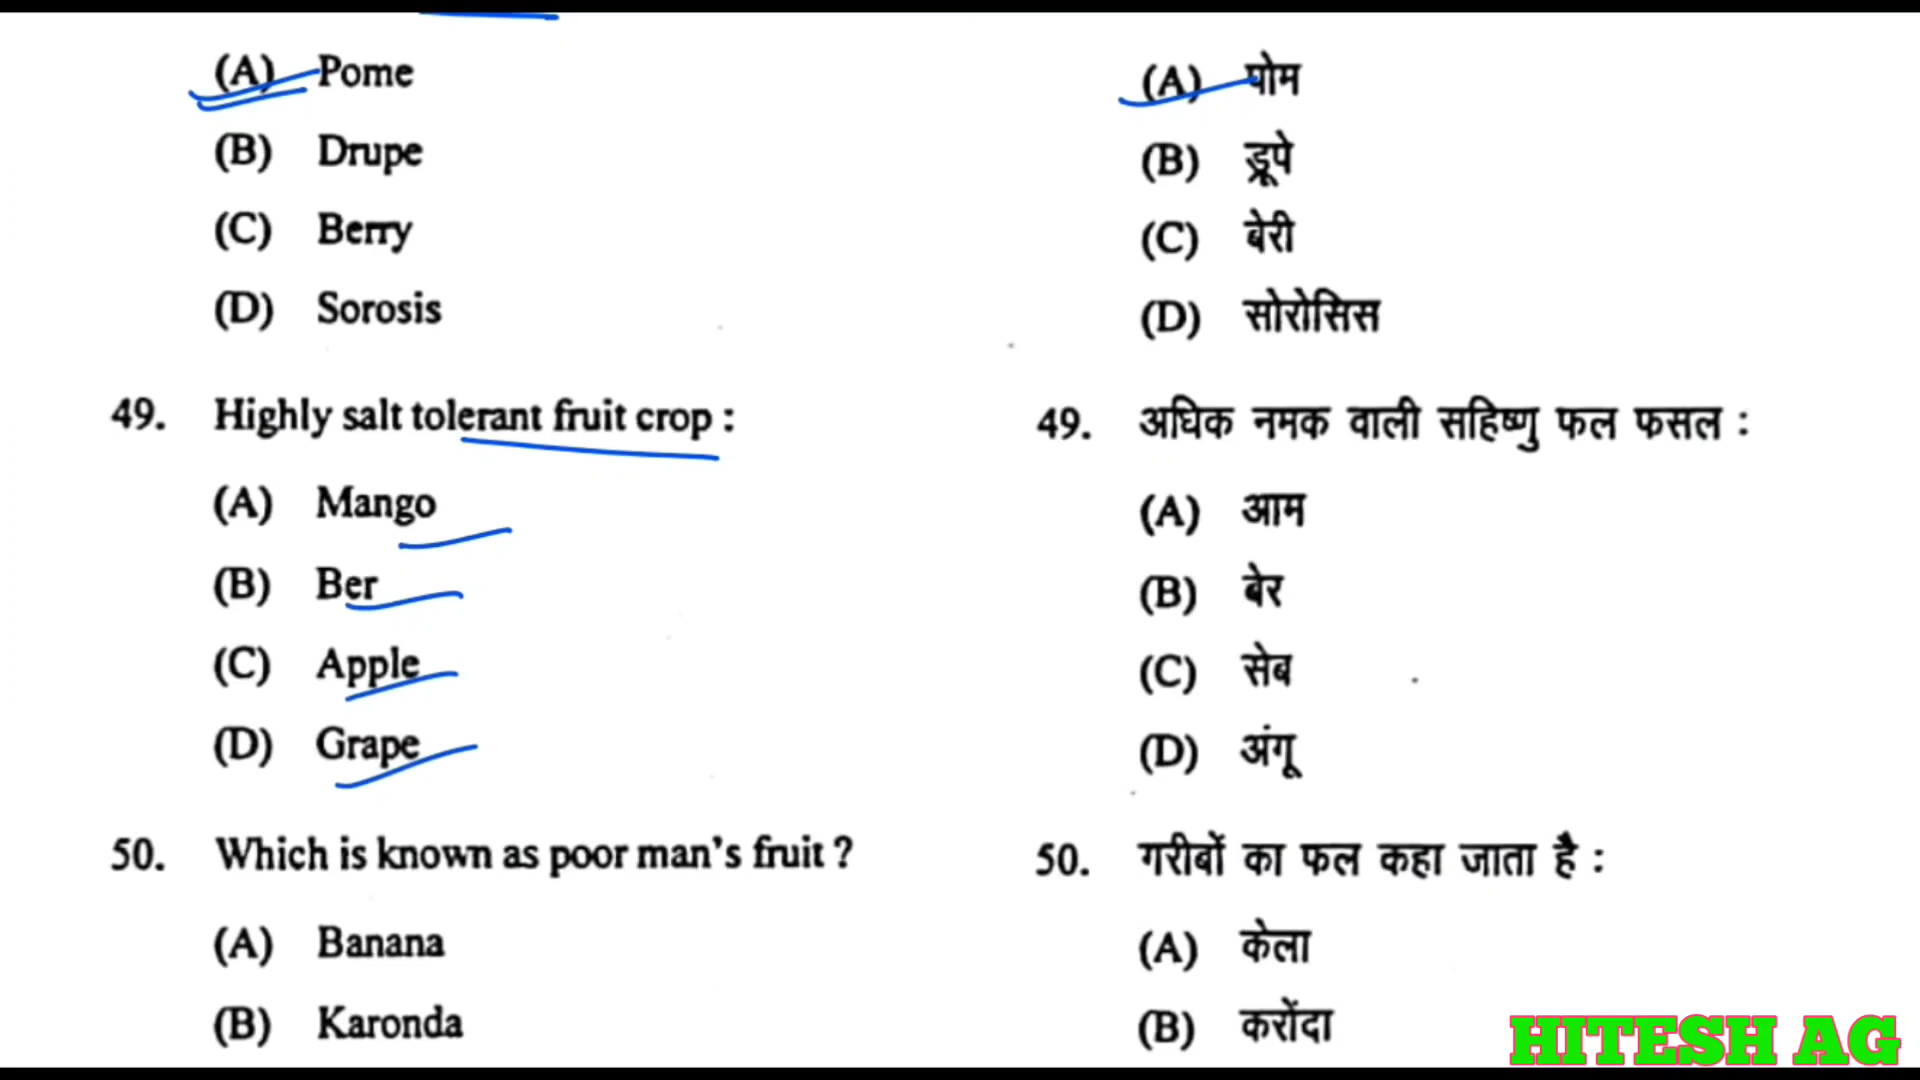 (A) Pome
(B) Drupe
(C) Berry
(D) Sorosis
49. Highly salt tolerant fruit crop :
(A) Mango
(B) Ber
(C) Apple
(D) Grape
50. Which is known as poor man's fruit ?
(A) Banana
(B) Karonda
(A) पोम
(B) ड्रूपे
(C) बेरी
(D) सोरोसिस
49. अधिक नमक वाली सहिष्णु फल फसल :
(A) आम
(B) बेर
(C) सेब
(D) अंगू
50. गरीबों का फल कहा जाता है :
(A) केला
(B) करोंदा
HITESH AG